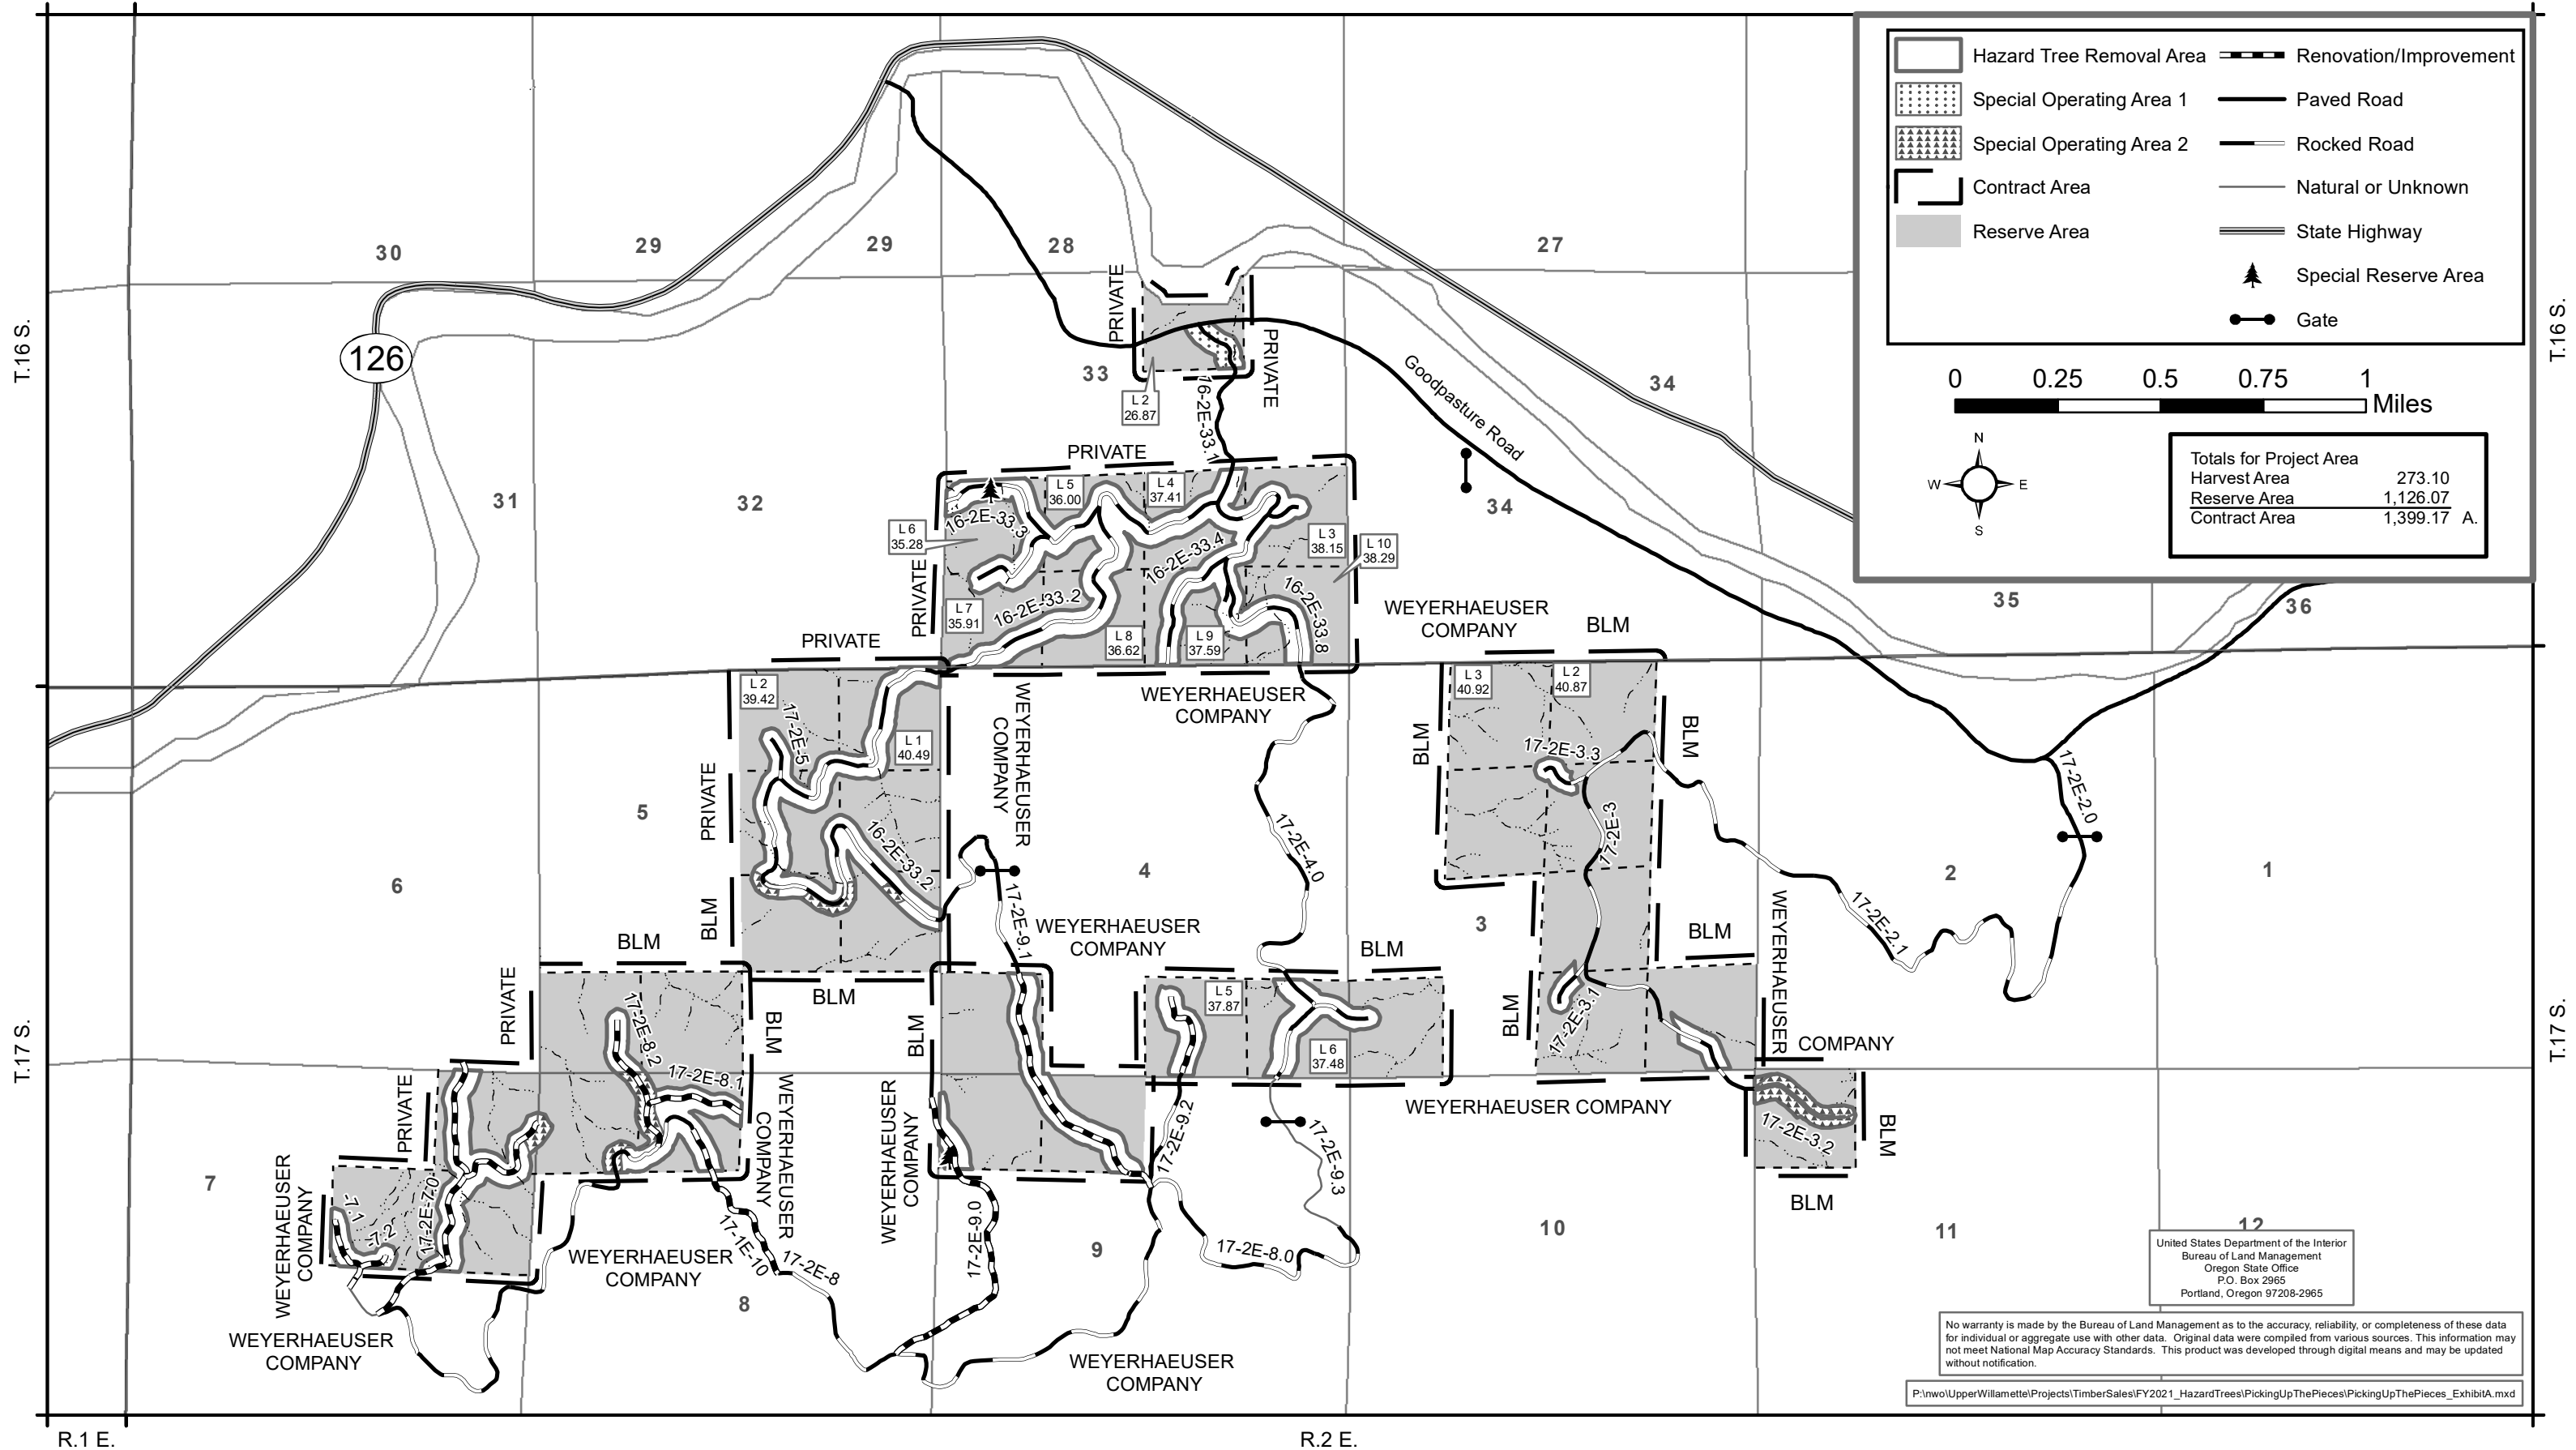 Hazard Tree Removal Area
Special Operating Area 1
Special Operating Area 2
Contract Area
Reserve Area
Renovation/Improvement
Paved Road
Rocked Road
Natural or Unknown
State Highway
Special Reserve Area
Gate
0 0.25 0.5 0.75 1
Miles
N
W E
S
Totals for Project Area
Harvest Area 273.10
Reserve Area 1,126.07
Contract Area 1,399.17 A.
T.16 S.
T.16 S.
30
29
29
28
27
PRIVATE
126
33
PRIVATE
34
L 2
26.87
16-2E-33.1
Goodpasture Road
PRIVATE
31
32
34
L 5
36.00
L 4
37.41
L 6
35.28
16-2E-33.3
L 3
38.15
L 10
38.29
16-2E-33.4
PRIVATE
L 7
35.91
16-2E-33.2
L 8
36.62
L 9
37.59
16-2E-33.8
35
36
WEYERHAEUSER
COMPANY
BLM
PRIVATE
L 2
39.42
17-2E-5
L 1
40.49
WEYERHAEUSER
COMPANY
WEYERHAEUSER
COMPANY
L 3
40.92
L 2
40.87
BLM
17-2E-3.3
BLM
17-2E-2.0
5
PRIVATE
16-2E-33.2
17-2E-4.0
17-2E-3
6
4
2
1
BLM
17-2E-9.1
WEYERHAEUSER
COMPANY
3
17-2E-2.1
BLM
BLM
BLM
WEYERHAEUSER
COMPANY
PRIVATE
BLM
17-2E-8.2
BLM
BLM
L 5
37.87
L 6
37.48
BLM
17-2E-3.1
T.17 S.
T.17 S.
PRIVATE
17-2E-8.1
WEYERHAEUSER
COMPANY
WEYERHAEUSER
COMPANY
17-2E-9.2
WEYERHAEUSER COMPANY
17-2E-9.3
17-2E-3.2
BLM
BLM
7
WEYERHAEUSER
COMPANY
-7.1
-7.2
17-2E-7.0
WEYERHAEUSER
COMPANY
17-1E-10
17-2E-8
17-2E-9.0
9
17-2E-8.0
10
11
12
8
WEYERHAEUSER
COMPANY
WEYERHAEUSER
COMPANY
United States Department of the Interior
Bureau of Land Management
Oregon State Office
P.O. Box 2965
Portland, Oregon 97208-2965
No warranty is made by the Bureau of Land Management as to the accuracy, reliability, or completeness of these data
for individual or aggregate use with other data. Original data were compiled from various sources. This information may
not meet National Map Accuracy Standards. This product was developed through digital means and may be updated
without notification.
P:\nwo\UpperWillamette\Projects\TimberSales\FY2021_HazardTrees\PickingUpThePieces\PickingUpThePieces_ExhibitA.mxd
R.1 E.
R.2 E.